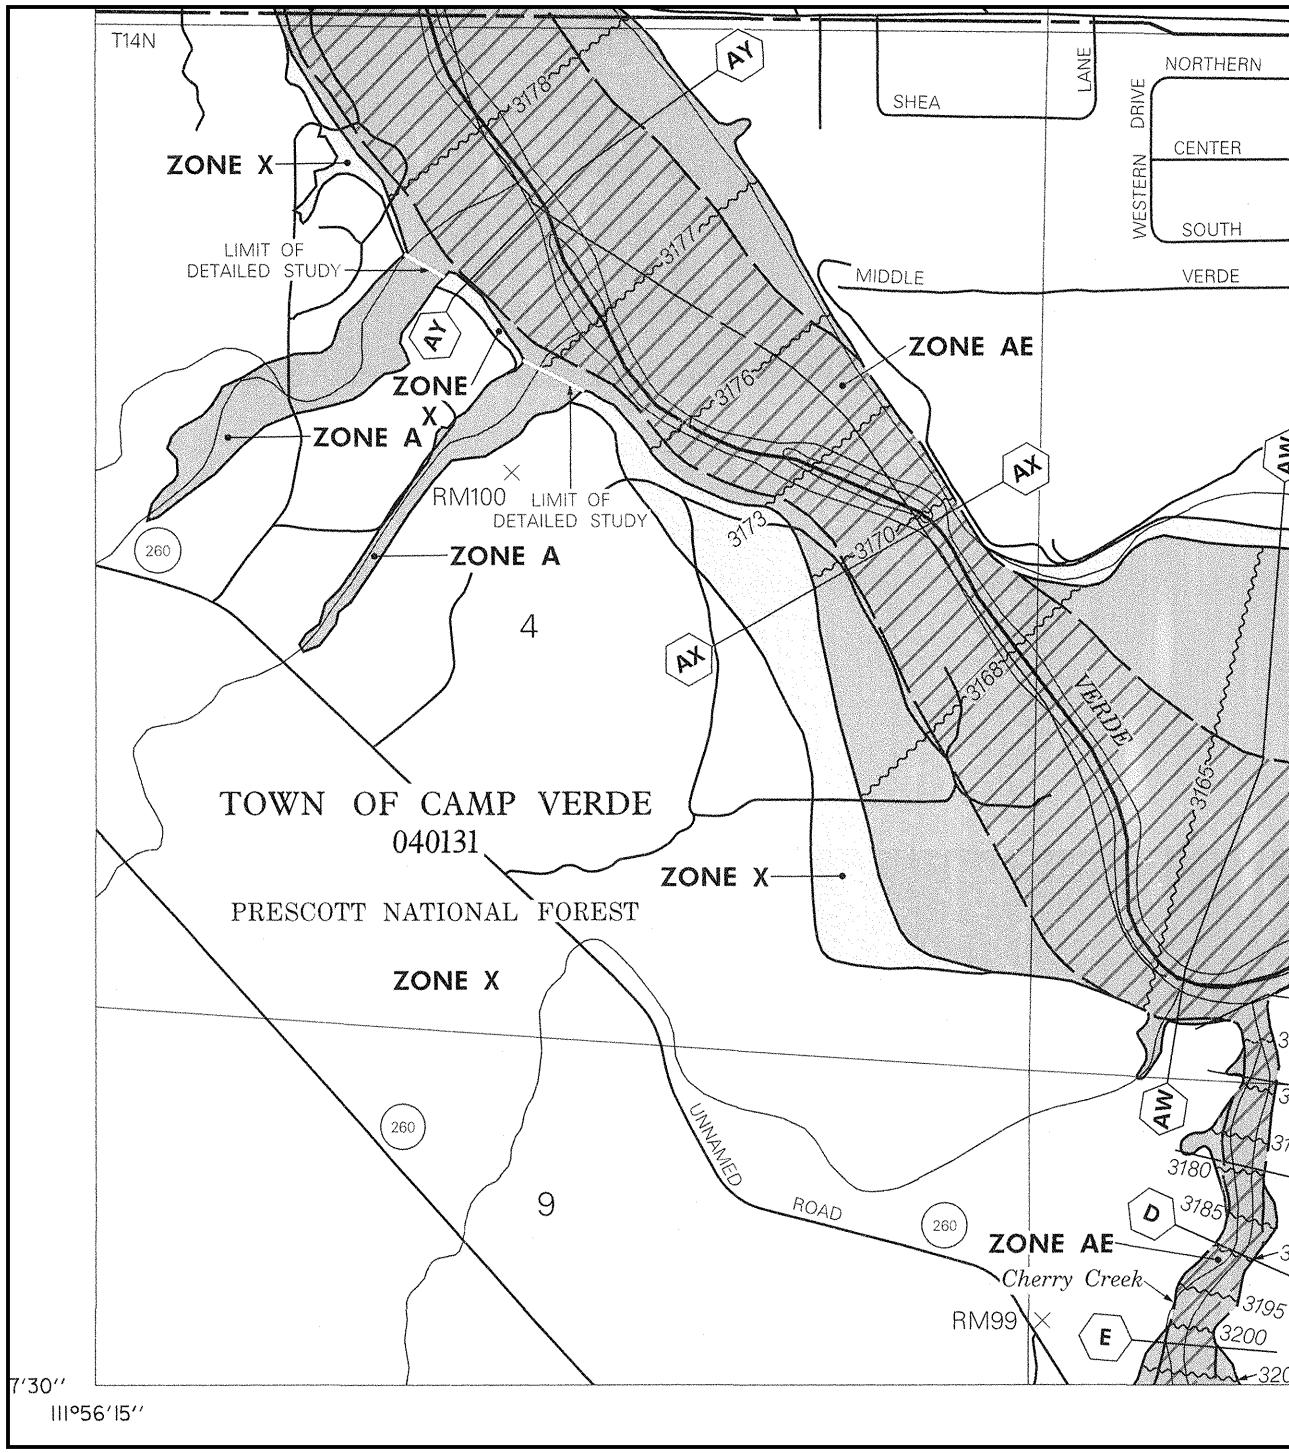 T14N
AY
NORTHERN
LANE
SHEA
WESTERN DRIVE
3178
CENTER
ZONE X
SOUTH
3177
LIMIT OF
DETAILED STUDY
MIDDLE VERDE
AY
ZONE AE
ZONE
X
3176
ZONE A
AX
AW
RM100
LIMIT OF
DETAILED STUDY
3173
3170
260
ZONE A
4
AX
3168
VERDE
3165
TOWN OF CAMP VERDE
040131
ZONE X
PRESCOTT NATIONAL FOREST
ZONE X
AW
260
UNNAMED ROAD
3180
9
3185
D
260
ZONE AE
Cherry Creek
3195
RM99
E
3200
7'30''
111°56'15''